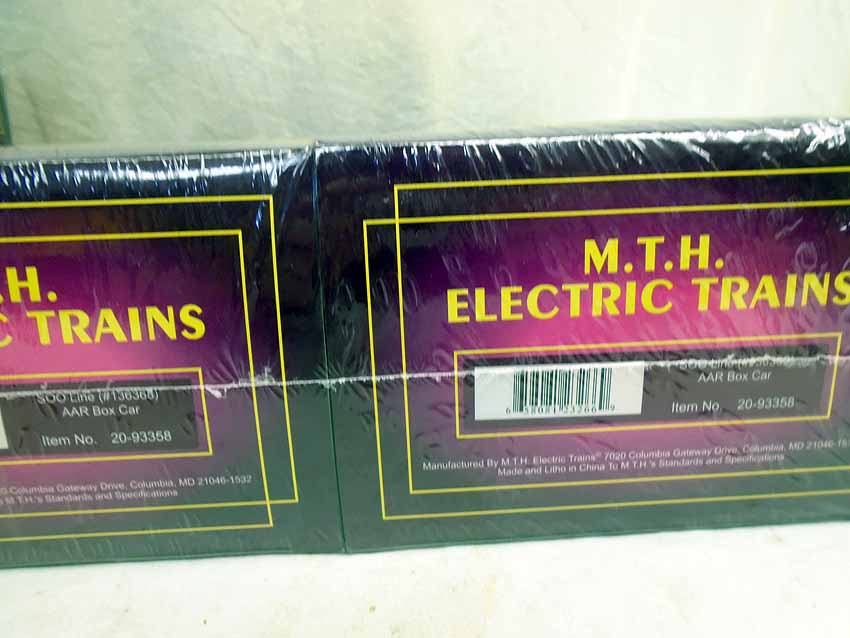 .H.
C TRAINS
SOO Line (#136368)
AAR Box Car
Item No. 20-93358
Columbia Gateway Drive, Columbia, MD 21046-1532
M.T.H.'s Standards and Specifications
M.T.H.
ELECTRIC TRAINS
SOO Line
AAR Box Car
Item No. 20-93358
Manufactured By M.T.H. Electric Trains® 7020 Columbia Gateway Drive, Columbia, MD 21046-15
Made and Litho in China To M.T.H.'s Standards and Specifications